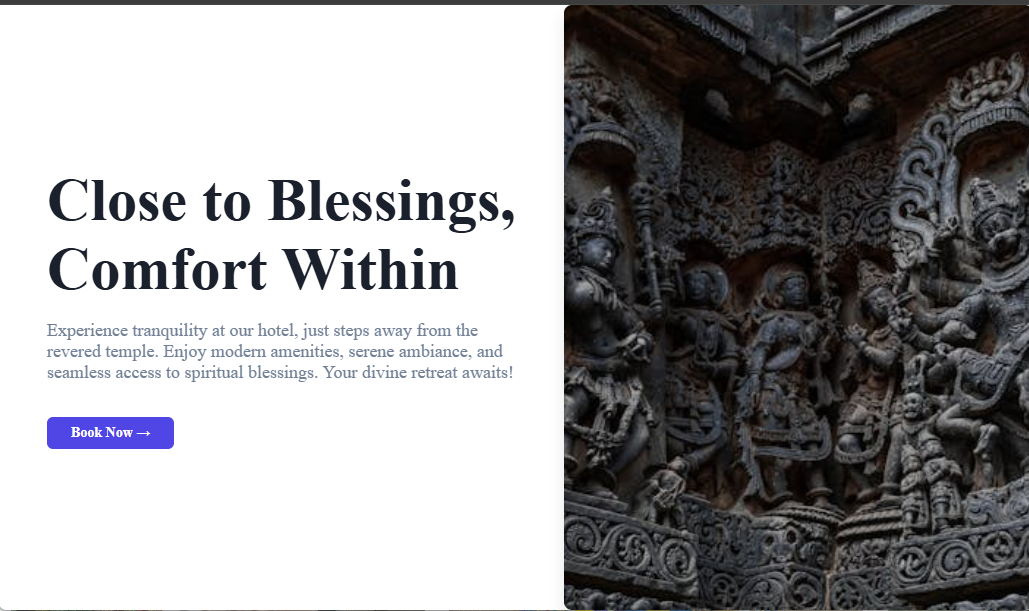 Close to Blessings,
Comfort Within
Experience tranquility at our hotel, just steps away from the
revered temple. Enjoy modern amenities, serene ambiance, and
seamless access to spiritual blessings. Your divine retreat awaits!
Book Now →